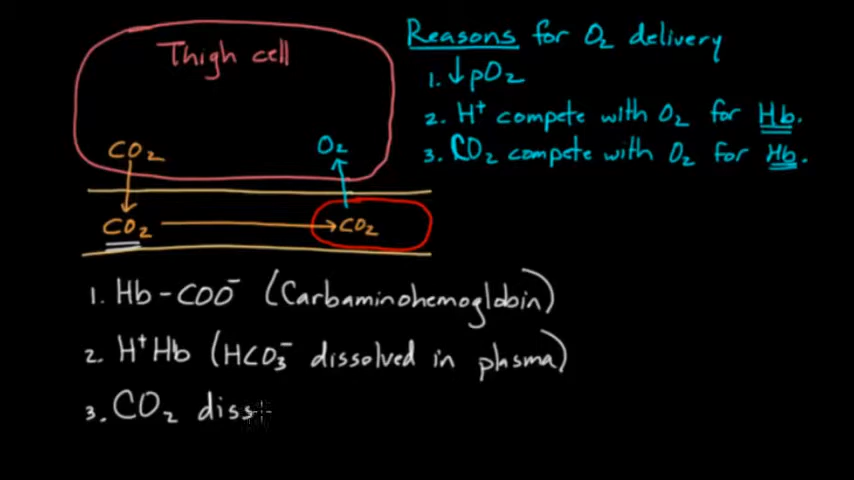 Thigh cell
CO2
O2
CO2
CO2
Reasons for O2 delivery
1. ↓pO2
2. H+ compete with O2 for Hb.
3. CO2 compete with O2 for Hb.
1. Hb-COO- (Carbaminohemoglobin)
2. H+Hb (HCO3- dissolved in plasma)
3. CO2 diss